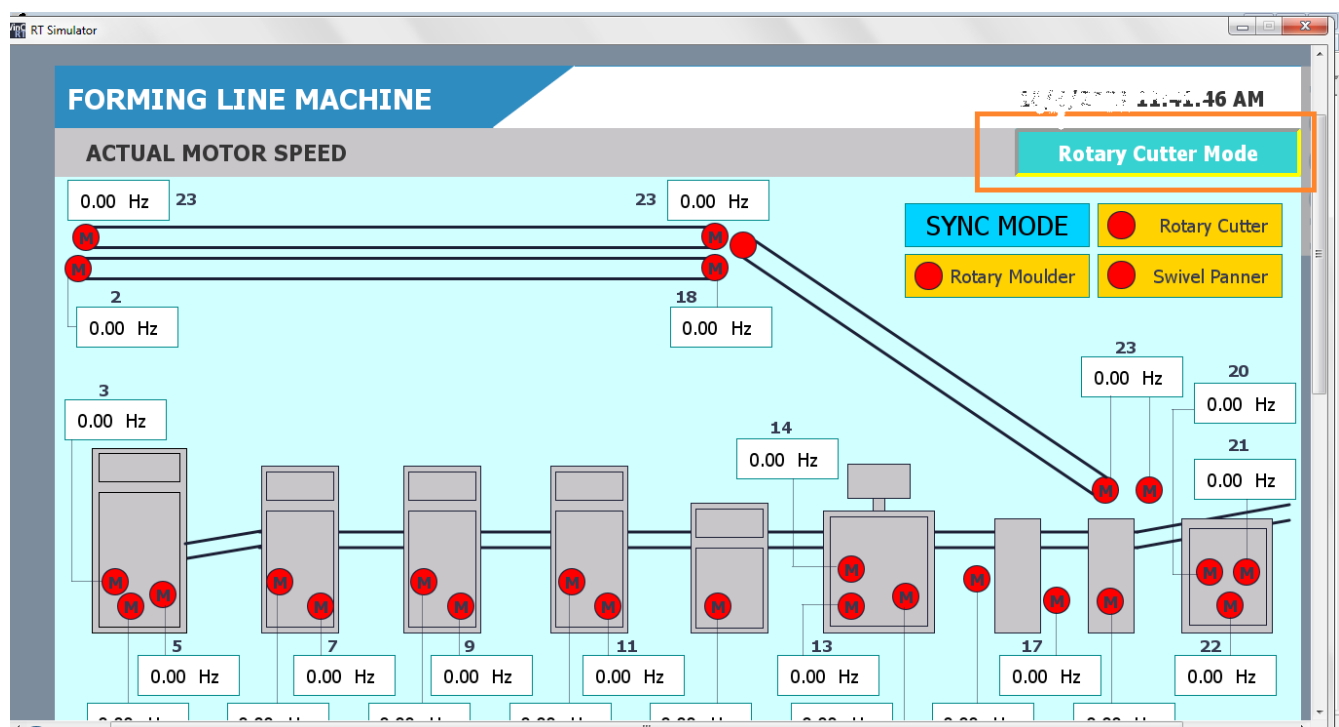 RT Simulator
FORMING LINE MACHINE
46 AM
ACTUAL MOTOR SPEED
Rotary Cutter Mode
0.00 Hz 23
23 0.00 Hz
SYNC MODE
Rotary Cutter
M M
M M
Rotary Moulder
Swivel Panner
2
0.00 Hz
18
0.00 Hz
23
0.00 Hz
20
0.00 Hz
3
0.00 Hz
14
0.00 Hz
21
0.00 Hz
M M
M M M M M M M M M M M M M M M M M M
5
0.00 Hz
7
0.00 Hz
9
0.00 Hz
11
0.00 Hz
13
0.00 Hz
17
0.00 Hz
22
0.00 Hz